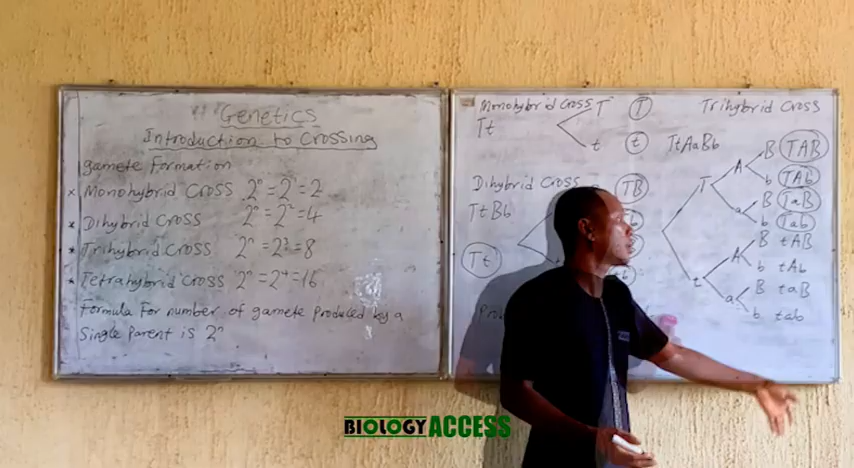 Genetics
Introduction to Crossing
gamete Formation
× Monohybrid Cross 2ⁿ = 2¹ = 2
* Dihybrid Cross 2ⁿ = 2² = 4
* Trihybrid Cross 2ⁿ = 2³ = 8
* Tetrahybrid Cross 2ⁿ = 2⁴ = 16
Formula For number of gamete Produced by a
Single Parent is 2ⁿ
Monohybrid Cross
Tt
T T
t t
Dihybrid Cross
TtBb
TB
Tt
Trihybrid Cross
TtAaBb
T
A
B TAB
b TAb
a
B TaB
b Tab
t
A
B tAB
b tAb
a
B taB
b tab
BIOLOGY ACCESS